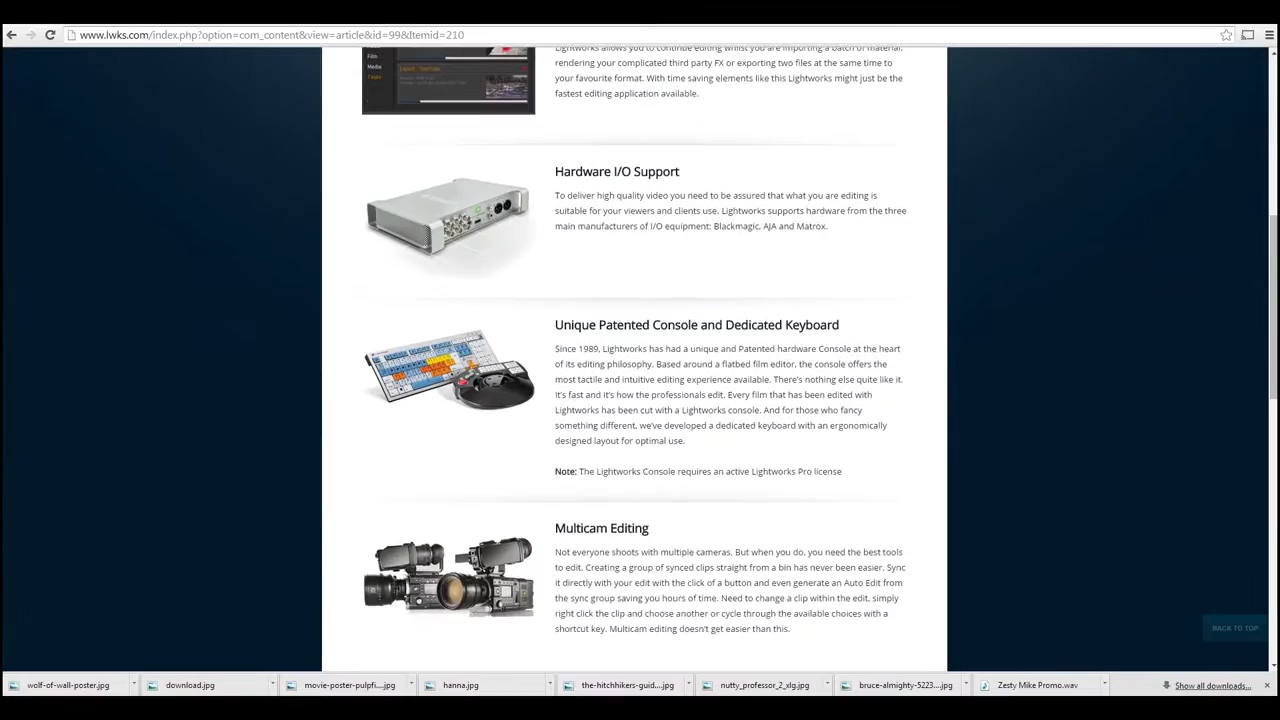 www.lwks.com/index.php?option=com_content&view=article&id=99&Itemid=210
Film
Media
Lightworks allows you to continue editing whilst you are importing a batch of material,
rendering your complicated third party FX or exporting two files at the same time to
your favourite format. With time saving elements like this Lightworks might just be the
fastest editing application available.
Hardware I/O Support
To deliver high quality video you need to be assured that what you are editing is
suitable for your viewers and clients use. Lightworks supports hardware from the three
main manufacturers of I/O equipment: Blackmagic, AJA and Matrox.
Unique Patented Console and Dedicated Keyboard
Since 1989, Lightworks has had a unique and Patented hardware Console at the heart
of its editing philosophy. Based around a flatbed film editor, the console offers the
most tactile and intuitive editing experience available. There's nothing else quite like it.
It's fast and it's how the professionals edit. Every film that has been edited with
Lightworks has been cut with a Lightworks console. And for those who fancy
something different, we've developed a dedicated keyboard with an ergonomically
designed layout for optimal use.
Note: The Lightworks Console requires an active Lightworks Pro license
Multicam Editing
Not everyone shoots with multiple cameras. But when you do, you need the best tools
to edit. Creating a group of synced clips straight from a bin has never been easier. Sync
it directly with your edit with the click of a button and even generate an Auto Edit from
the sync group saving you hours of time. Need to change a clip within the edit, simply
right click the clip and choose another or cycle through the available choices with a
shortcut key. Multicam editing doesn't get easier than this.
BACK TO TOP
wolf-of-wall-poster.jpg
download.jpg
movie-poster-pulpfi....jpg
hanna.jpg
the-hitchhikers-guid....jpg
nutty_professor_2_xlg.jpg
bruce-almighty-5223....jpg
Zesty Mike Promo.wav
Show all downloads...